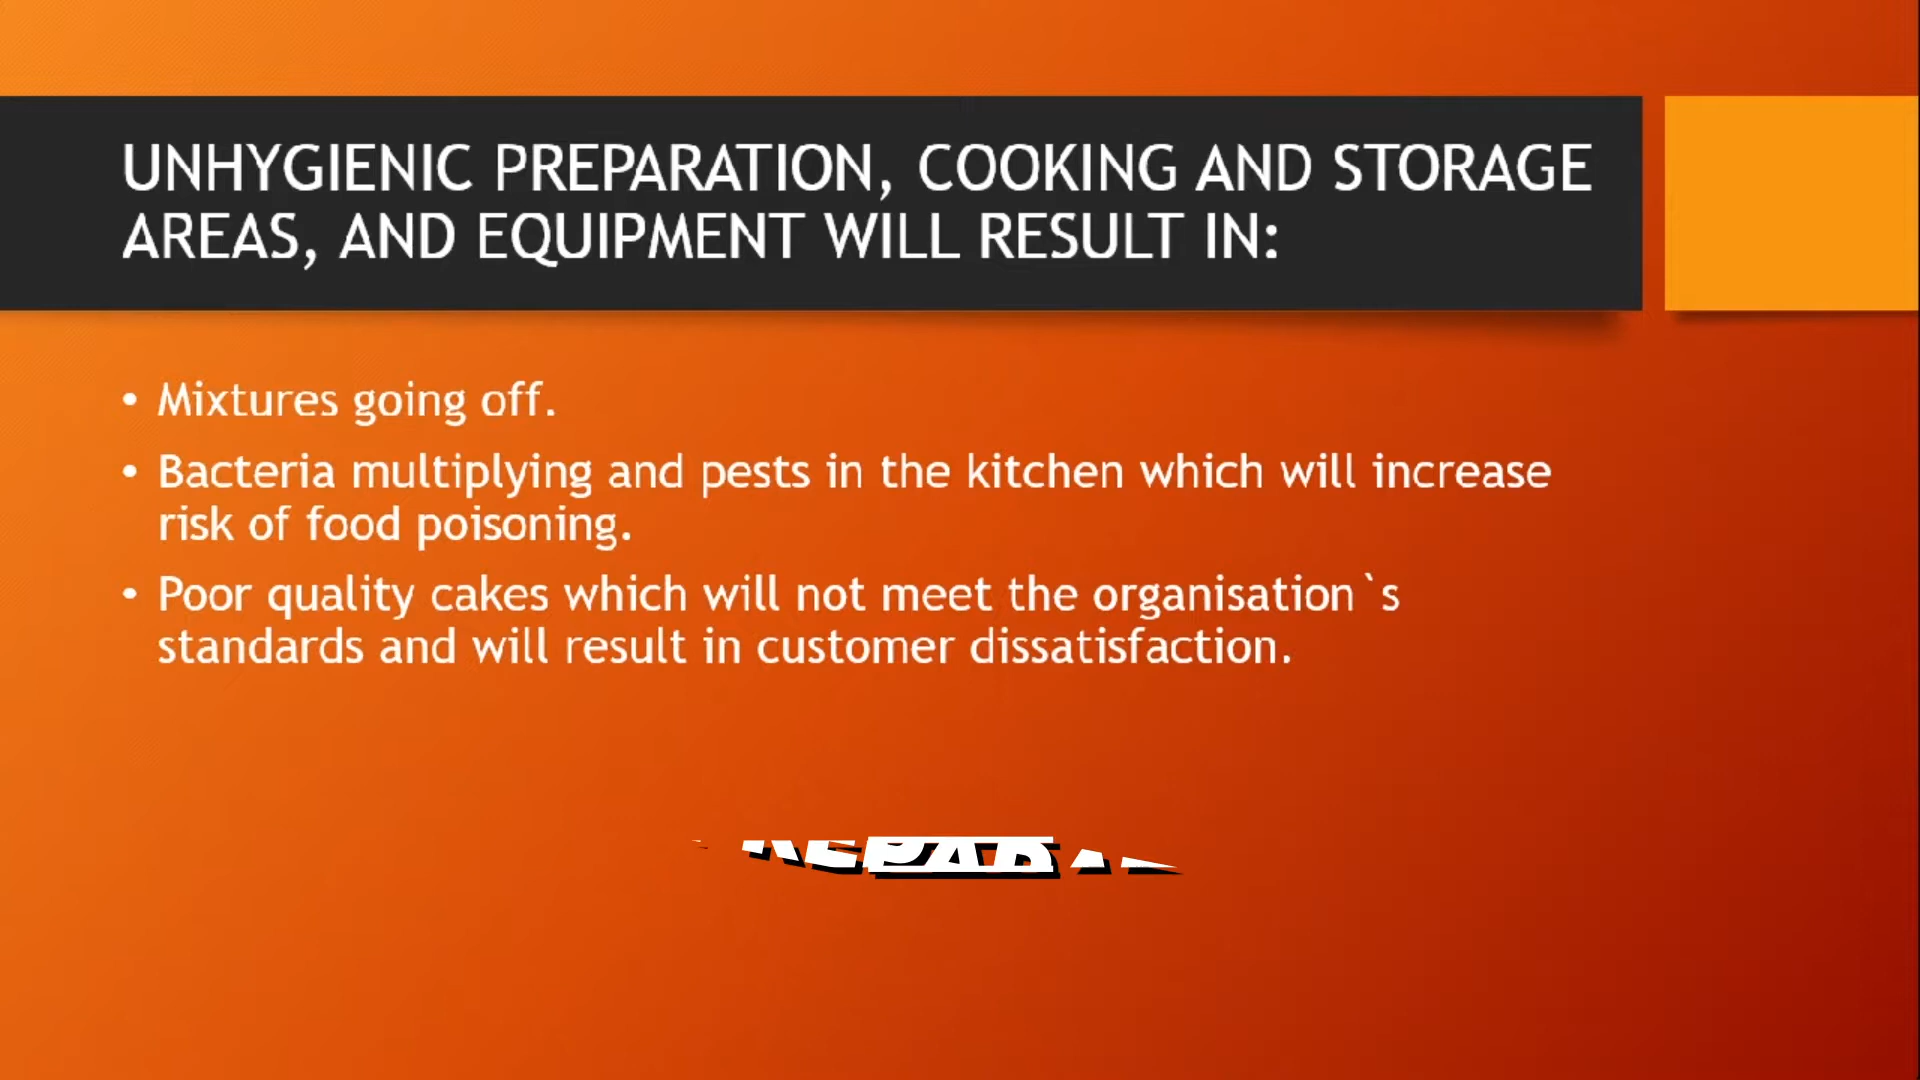 UNHYGIENIC PREPARATION, COOKING AND STORAGE
AREAS, AND EQUIPMENT WILL RESULT IN:
• Mixtures going off.
• Bacteria multiplying and pests in the kitchen which will increase
risk of food poisoning.
• Poor quality cakes which will not meet the organisation`s
standards and will result in customer dissatisfaction.